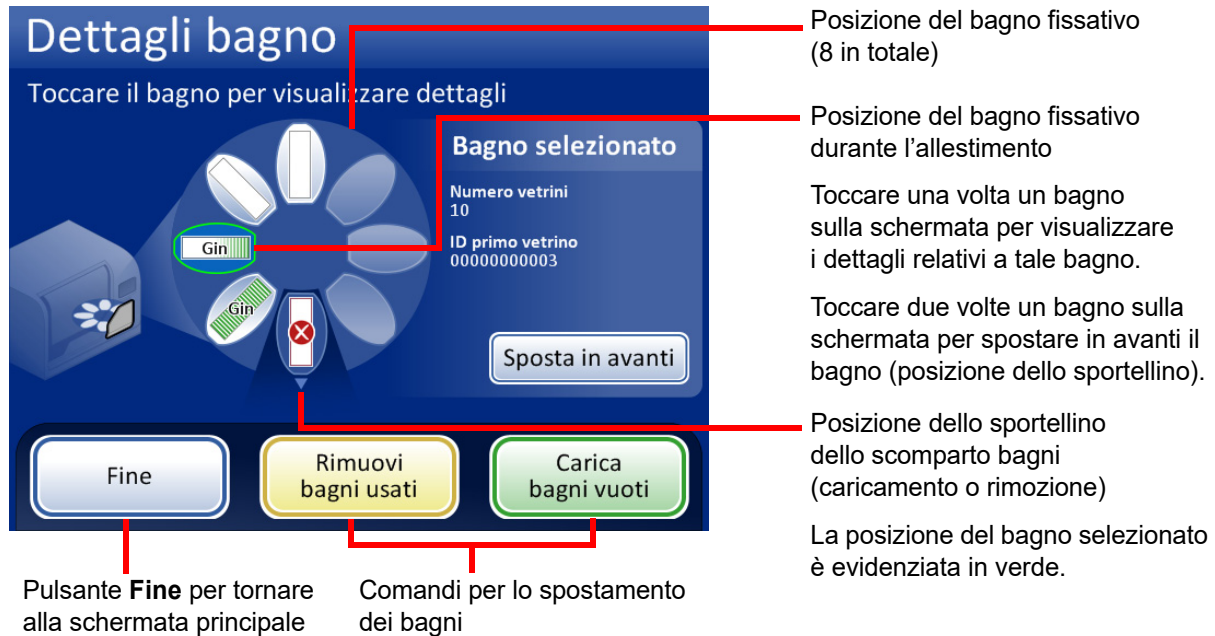 Dettagli bagno
Toccare il bagno per visualizzare dettagli
Gin
Gin
Bagno selezionato
Numero vetrini
10
ID primo vetrino
00000000003
Sposta in avanti
Fine
Rimuovi
bagni usati
Carica
bagni vuoti
Posizione del bagno fissativo
(8 in totale)
Posizione del bagno fissativo
durante l'allestimento
Toccare una volta un bagno
sulla schermata per visualizzare
i dettagli relativi a tale bagno.
Toccare due volte un bagno sulla
schermata per spostare in avanti il
bagno (posizione dello sportellino).
Posizione dello sportellino
dello scomparto bagni
(caricamento o rimozione)
La posizione del bagno selezionato
è evidenziata in verde.
Pulsante Fine per tornare
alla schermata principale
Comandi per lo spostamento
dei bagni